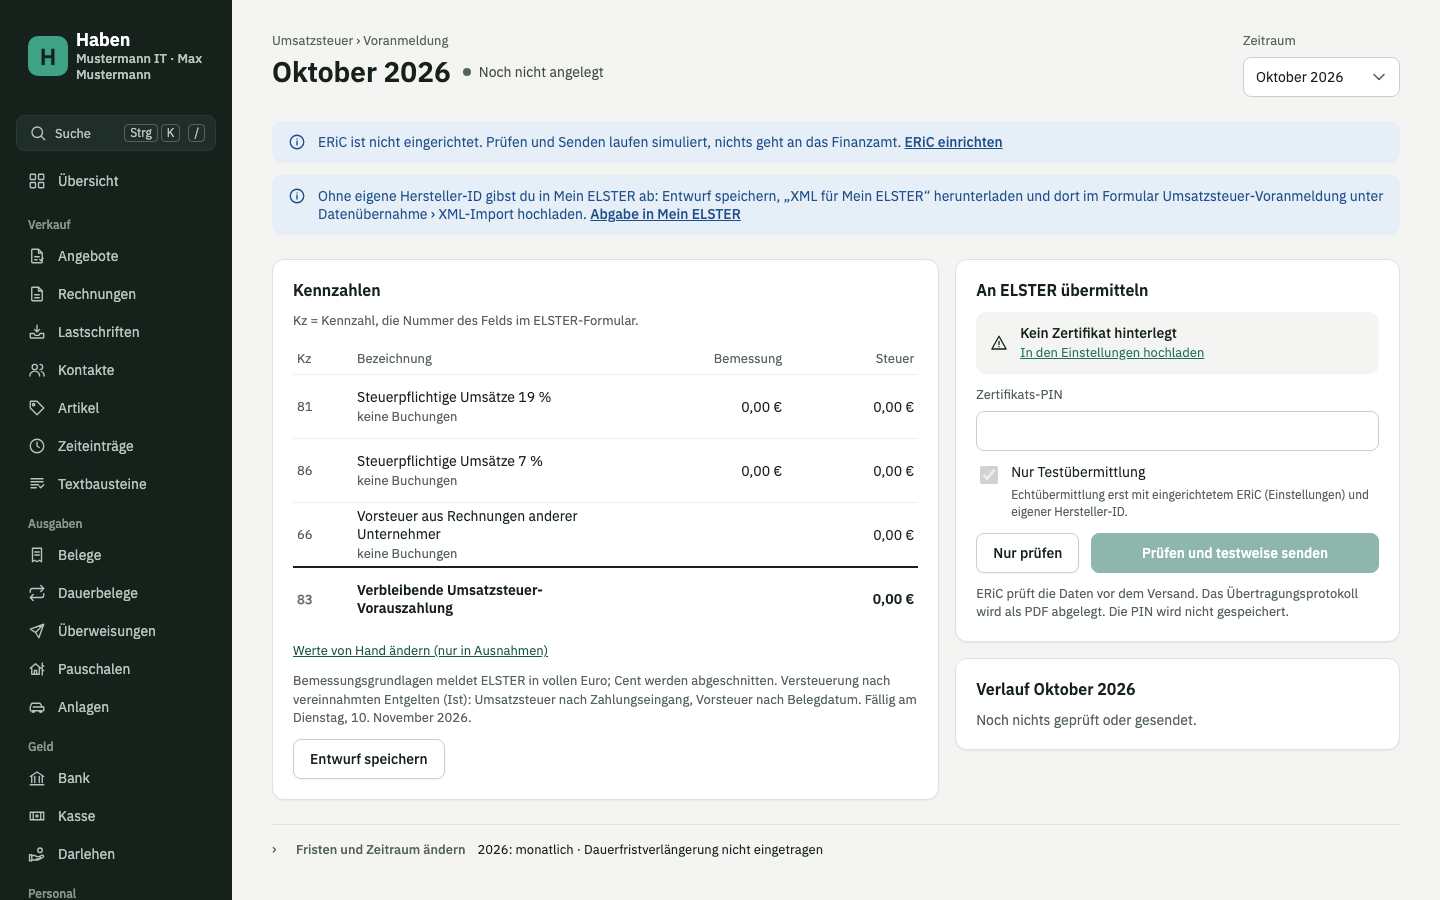 H
Haben
Mustermann IT · Max
Mustermann
Suche
Strg
K
/
Übersicht
Verkauf
Angebote
Rechnungen
Lastschriften
Kontakte
Artikel
Zeiteinträge
Textbausteine
Ausgaben
Belege
Dauerbelege
Überweisungen
Pauschalen
Anlagen
Geld
Bank
Kasse
Darlehen
Personal
Umsatzsteuer › Voranmeldung
Oktober 2026
Noch nicht angelegt
Zeitraum
Oktober 2026
ERiC ist nicht eingerichtet. Prüfen und Senden laufen simuliert, nichts geht an das Finanzamt. ERiC einrichten
Ohne eigene Hersteller-ID gibst du in Mein ELSTER ab: Entwurf speichern, „XML für Mein ELSTER“ herunterladen und dort im Formular Umsatzsteuer-Voranmeldung unter
Datenübernahme › XML-Import hochladen. Abgabe in Mein ELSTER
Kennzahlen
Kz = Kennzahl, die Nummer des Felds im ELSTER-Formular.
Kz Bezeichnung Bemessung Steuer
81 Steuerpflichtige Umsätze 19 % 0,00 € 0,00 €
keine Buchungen
86 Steuerpflichtige Umsätze 7 % 0,00 € 0,00 €
keine Buchungen
Vorsteuer aus Rechnungen anderer
66 Unternehmer 0,00 €
keine Buchungen
83 Verbleibende Umsatzsteuer- 0,00 €
Vorauszahlung
Werte von Hand ändern (nur in Ausnahmen)
Bemessungsgrundlagen meldet ELSTER in vollen Euro; Cent werden abgeschnitten. Versteuerung nach
vereinnahmten Entgelten (Ist): Umsatzsteuer nach Zahlungseingang, Vorsteuer nach Belegdatum. Fällig am
Dienstag, 10. November 2026.
Entwurf speichern
An ELSTER übermitteln
Kein Zertifikat hinterlegt
In den Einstellungen hochladen
Zertifikats-PIN
Nur Testübermittlung
Echtübermittlung erst mit eingerichtetem ERiC (Einstellungen) und
eigener Hersteller-ID.
Nur prüfen
Prüfen und testweise senden
ERiC prüft die Daten vor dem Versand. Das Übertragungsprotokoll
wird als PDF abgelegt. Die PIN wird nicht gespeichert.
Verlauf Oktober 2026
Noch nichts geprüft oder gesendet.
› Fristen und Zeitraum ändern 2026: monatlich · Dauerfristverlängerung nicht eingetragen